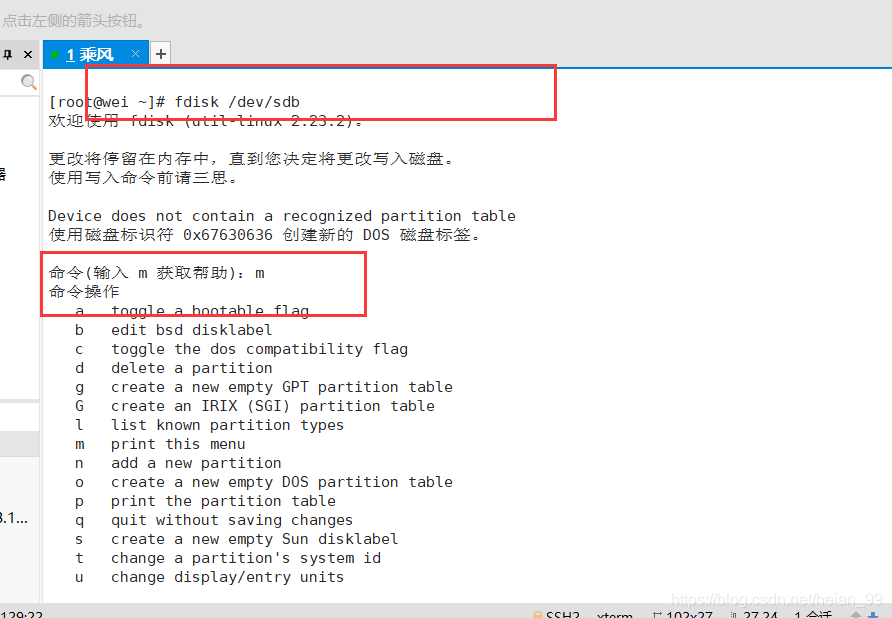 点击左侧的箭头按钮。
1 乘风 × +
[root@wei ~]# fdisk /dev/sdb
欢迎使用 fdisk (util-linux 2.23.2)。
更改将停留在内存中，直到您决定将更改写入磁盘。
使用写入命令前请三思。
Device does not contain a recognized partition table
使用磁盘标识符 0x67630636 创建新的 DOS 磁盘标签。
命令(输入 m 获取帮助)：m
命令操作
a toggle a bootable flag
b edit bsd disklabel
c toggle the dos compatibility flag
d delete a partition
g create a new empty GPT partition table
G create an IRIX (SGI) partition table
l list known partition types
m print this menu
n add a new partition
o create a new empty DOS partition table
p print the partition table
q quit without saving changes
s create a new empty Sun disklabel
t change a partition's system id
u change display/entry units
器
3.1...
https://blog.csdn.net/heian_99
129:22
SSH2 xterm 102x27 27,24 1 会话